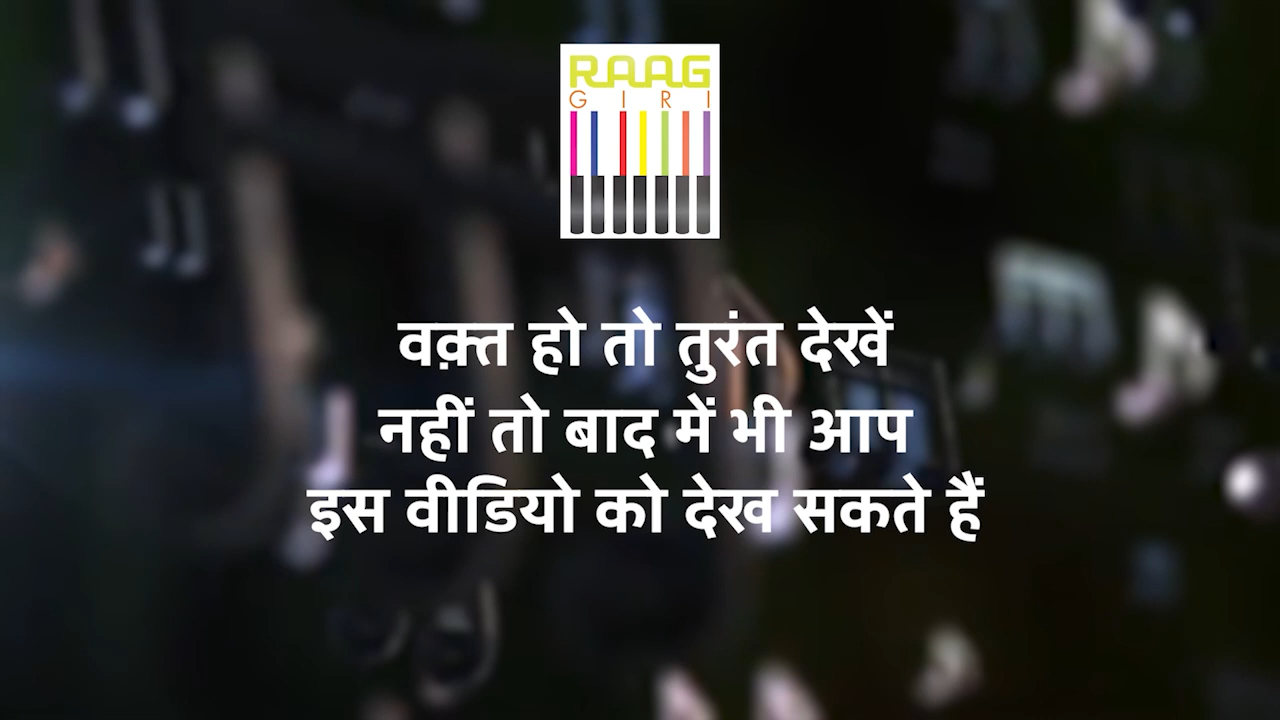 RAAG
GIRI
वक़्त हो तो तुरंत देखें
नहीं तो बाद में भी आप
इस वीडियो को देख सकते हैं